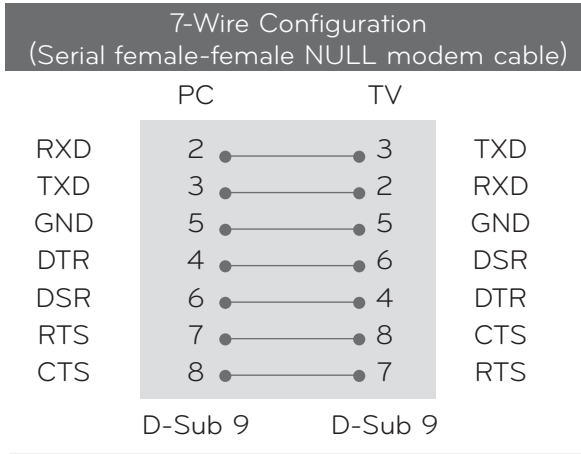 7-Wire Configuration
(Serial female-female NULL modem cable)
PC TV
RXD 2 3 TXD
TXD 3 2 RXD
GND 5 5 GND
DTR 4 6 DSR
DSR 6 4 DTR
RTS 7 8 CTS
CTS 8 7 RTS
D-Sub 9 D-Sub 9